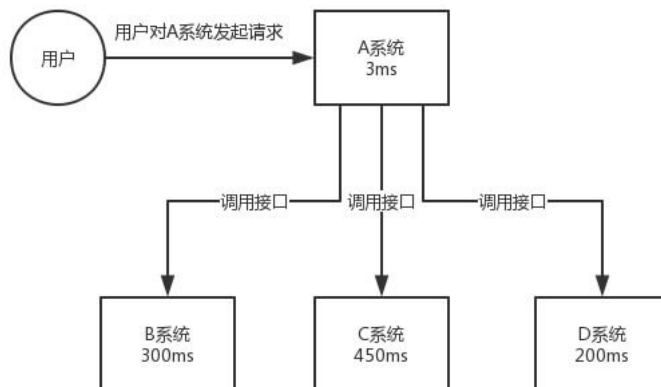 用户
用户对A系统发起请求
A系统
3ms
调用接口
调用接口
调用接口
B系统
300ms
C系统
450ms
D系统
200ms